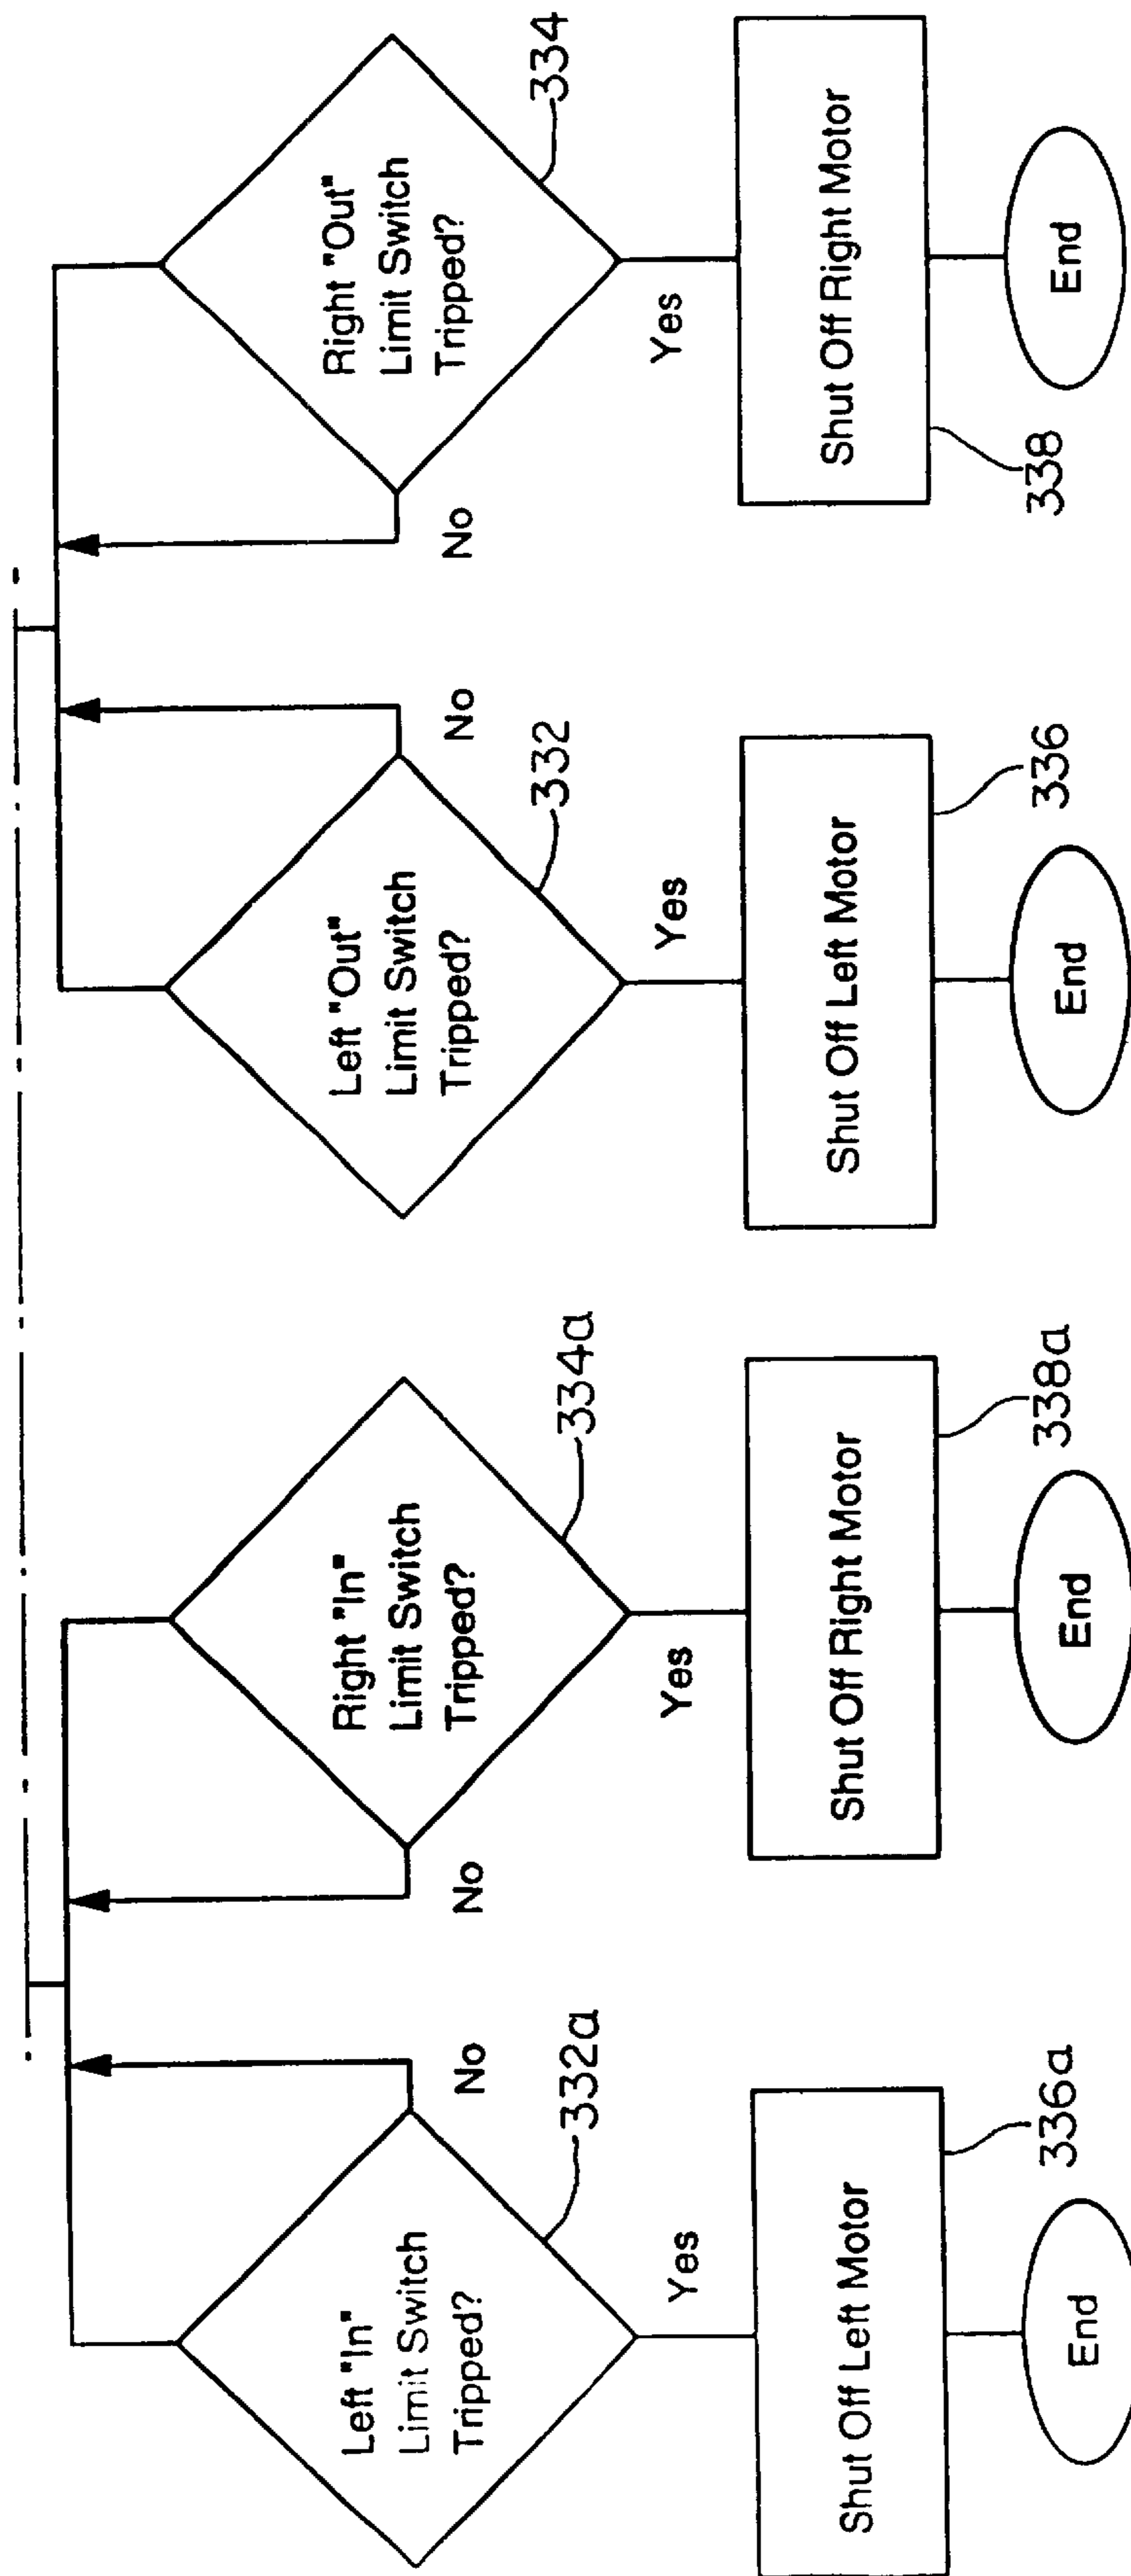 Left "In"
Limit Switch
Tripped?
No
332a
Yes
Shut Off Left Motor
336a
End
Right "In"
Limit Switch
Tripped?
No
334a
Yes
Shut Off Right Motor
338a
End
Left "Out"
Limit Switch
Tripped?
No
332
Yes
Shut Off Left Motor
336
End
Right "Out"
Limit Switch
Tripped?
No
334
Yes
Shut Off Right Motor
338
End